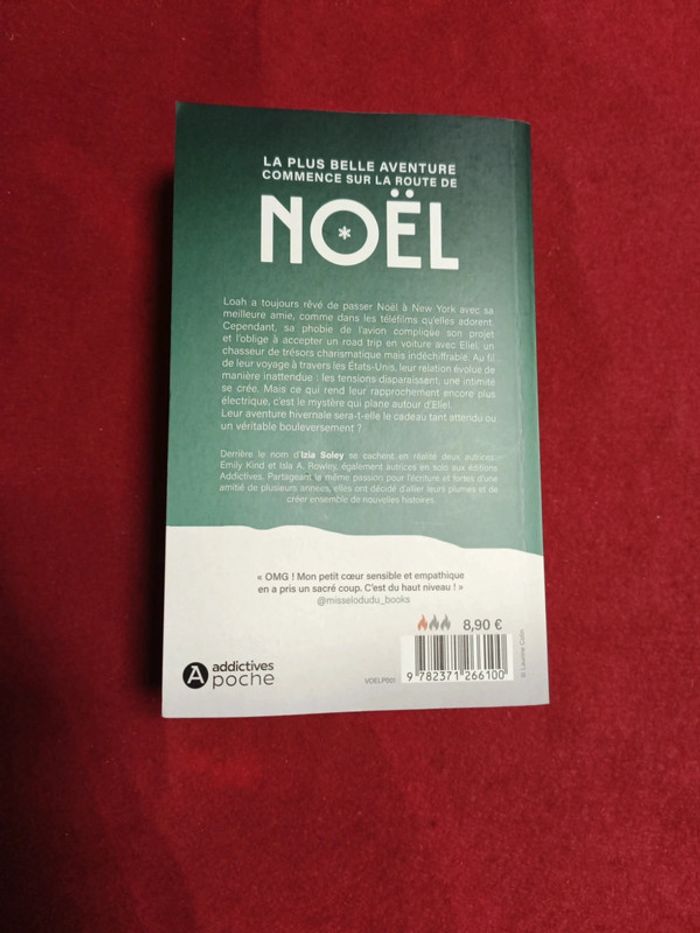 LA PLUS BELLE AVENTURE
COMMENCE SUR LA ROUTE DE
NOËL
Loah a toujours rêvé de passer Noël à New York avec sa
meilleure amie, comme dans les téléfilms qu'elles adorent.
Cependant, sa phobie de l'avion complique son projet
et l'oblige à accepter un road trip en voiture avec Eliel, un
chasseur de trésors charismatique mais indéchiffrable. Au fil
de leur voyage à travers les États-Unis, leur relation évolue de
manière inattendue : les tensions disparaissent, une intimité
se crée. Mais ce qui rend leur rapprochement encore plus
électrique, c'est le mystère qui plane autour d'Eliel.
Leur aventure hivernale sera-t-elle le cadeau tant attendu ou
un véritable bouleversement ?
Derrière le nom d'Izia Soley se cachent en réalité deux autrices.
Emily Kind et Isla A. Rowley, également autrices en solo aux éditions
Addictives. Partageant la même passion pour l'écriture et fortes d'une
amitié de plusieurs années, elles ont décidé d'allier leurs plumes et de
créer ensemble de nouvelles histoires.
« OMG ! Mon petit cœur sensible et empathique
en a pris un sacré coup. C'est du haut niveau ! »
@misselodudu_books
8,90 €
© Laurine Colin
A addictives
poche
VOELP001
9 782371 266100